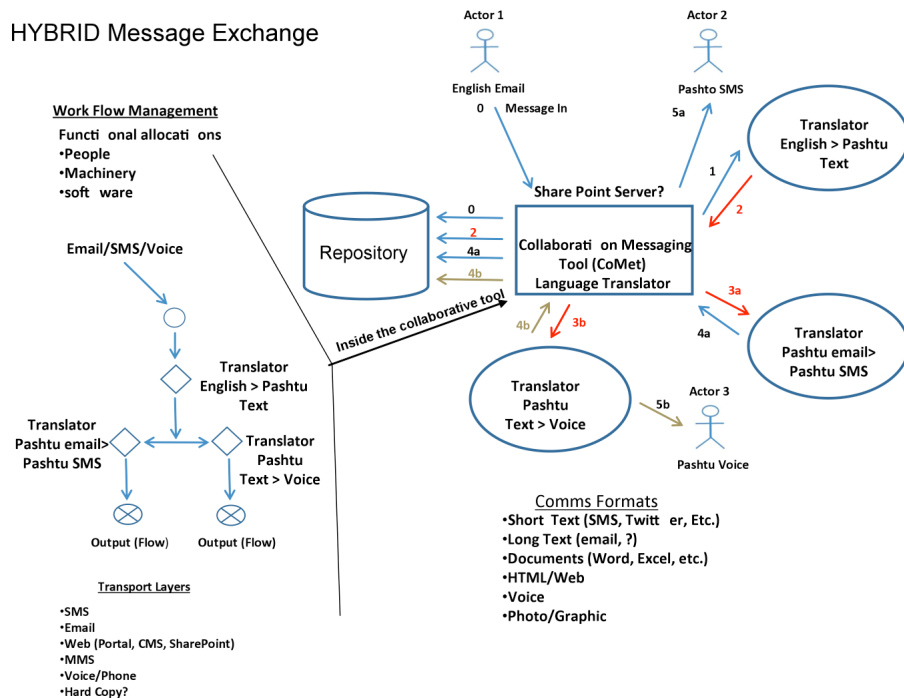 HYBRID Message Exchange
Work Flow Management
Functi onal allocati ons
•People
•Machinery
•soft ware
Email/SMS/Voice
Translator
English > Pashtu
Text
Translator
Pashtu email>
Pashtu SMS
Translator
Pashtu
Text > Voice
Output (Flow)
Output (Flow)
Transport Layers
•SMS
•Email
•Web (Portal, CMS, SharePoint)
•MMS
•Voice/Phone
•Hard Copy?
Actor 1
English Email
0 Message In
Actor 2
Pashto SMS
5a
Translator
English > Pashtu
Text
1
2
Share Point Server?
Collaborati on Messaging
Tool (CoMet)
Language Translator
Repository
0
2
4a
4b
Inside the collaborative tool
3a
4a
Translator
Pashtu email>
Pashtu SMS
4b
3b
Translator
Pashtu
Text > Voice
5b
Actor 3
Pashtu Voice
Comms Formats
•Short Text (SMS, Twitt er, Etc.)
•Long Text (email, ?)
•Documents (Word, Excel, etc.)
•HTML/Web
•Voice
•Photo/Graphic